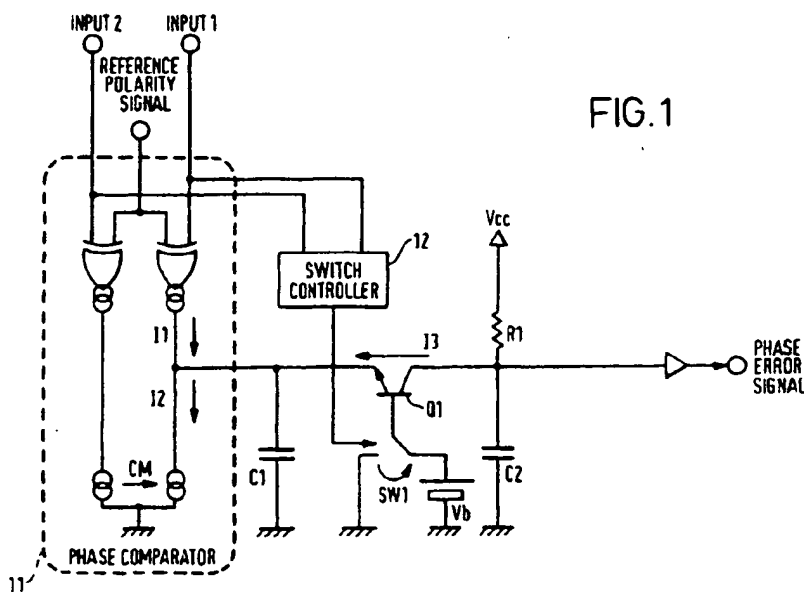 INPUT 2
INPUT 1
REFERENCE
POLARITY
SIGNAL
FIG.1
Vcc
12
SWITCH
CONTROLLER
I1
I3
R1
PHASE
ERROR
SIGNAL
I2
Q1
CM
C1
SW1
Vb
C2
PHASE COMPARATOR
11